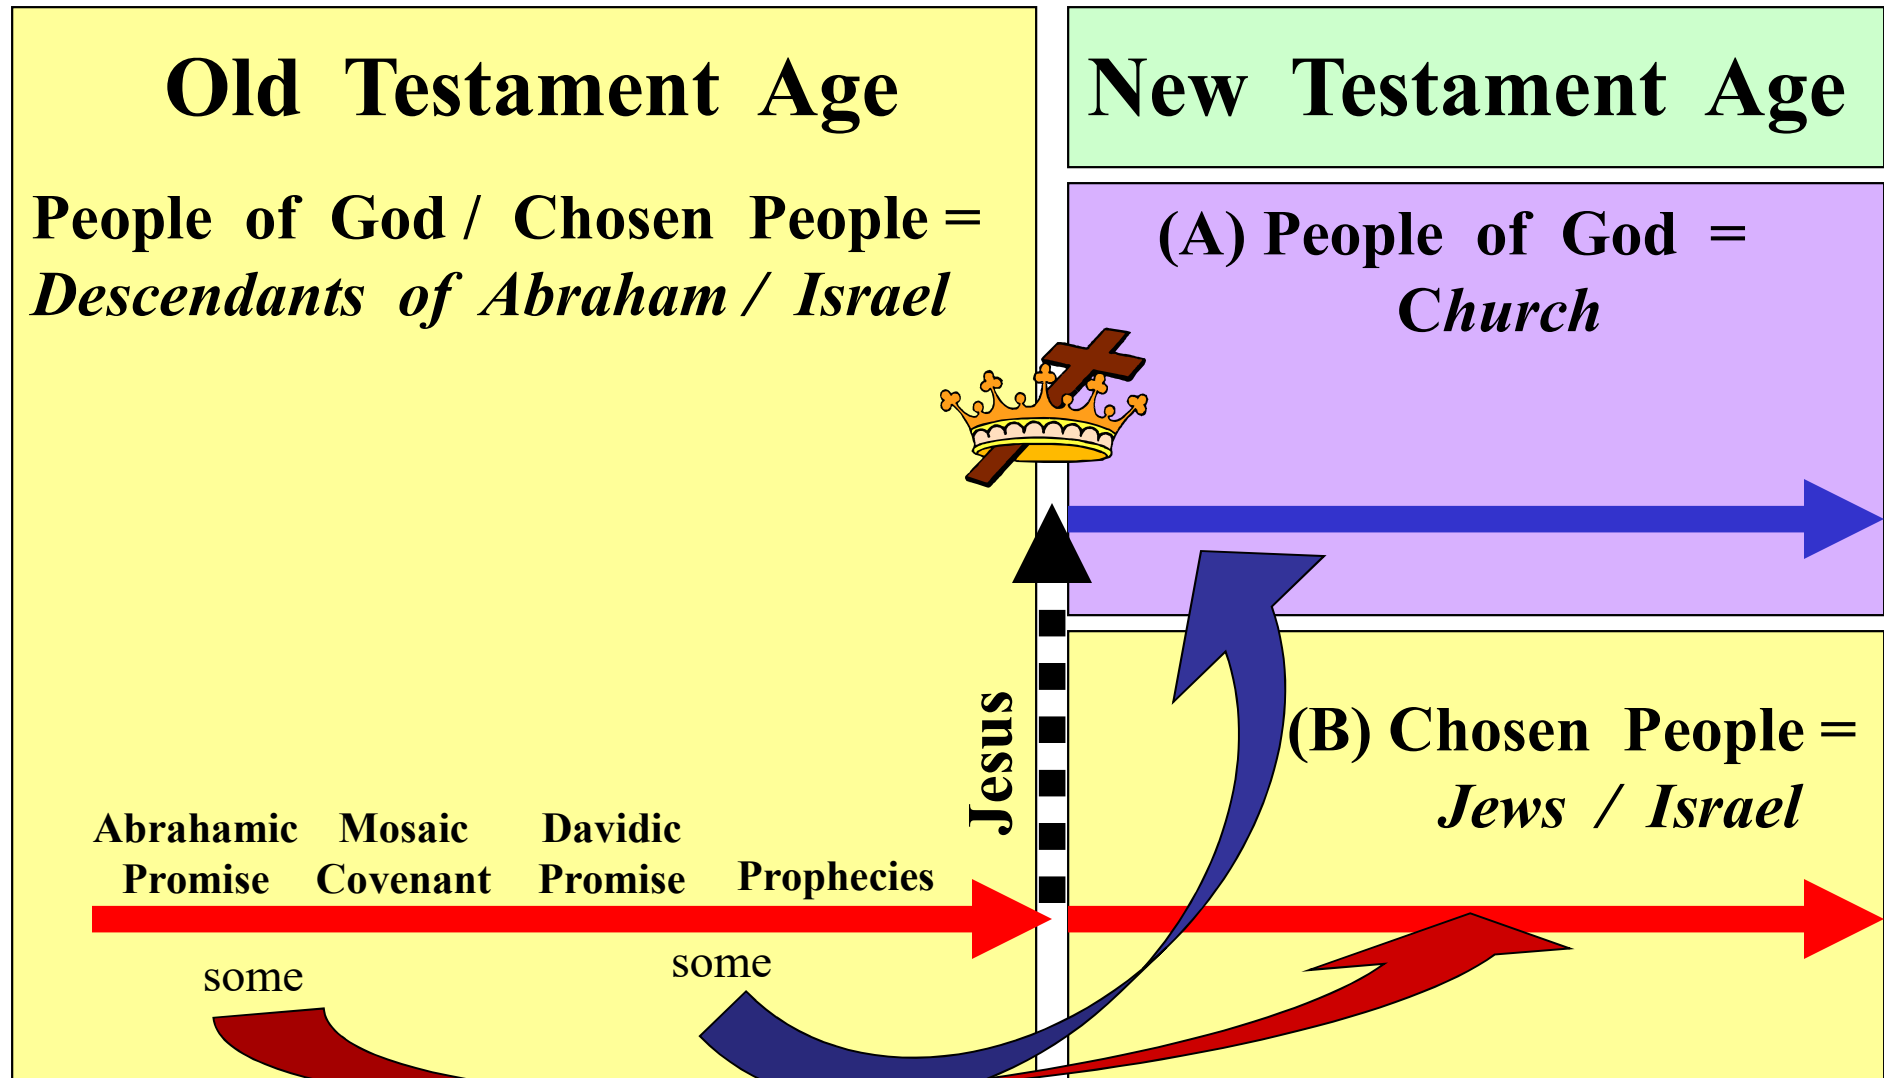 Old Testament Age
People of God / Chosen People =
Descendants of Abraham / Israel
Abrahamic
Promise
Mosaic
Covenant
Davidic
Promise
Prophecies
some
some
Jesus
New Testament Age
(A) People of God =
Church
(B) Chosen People =
Jews / Israel